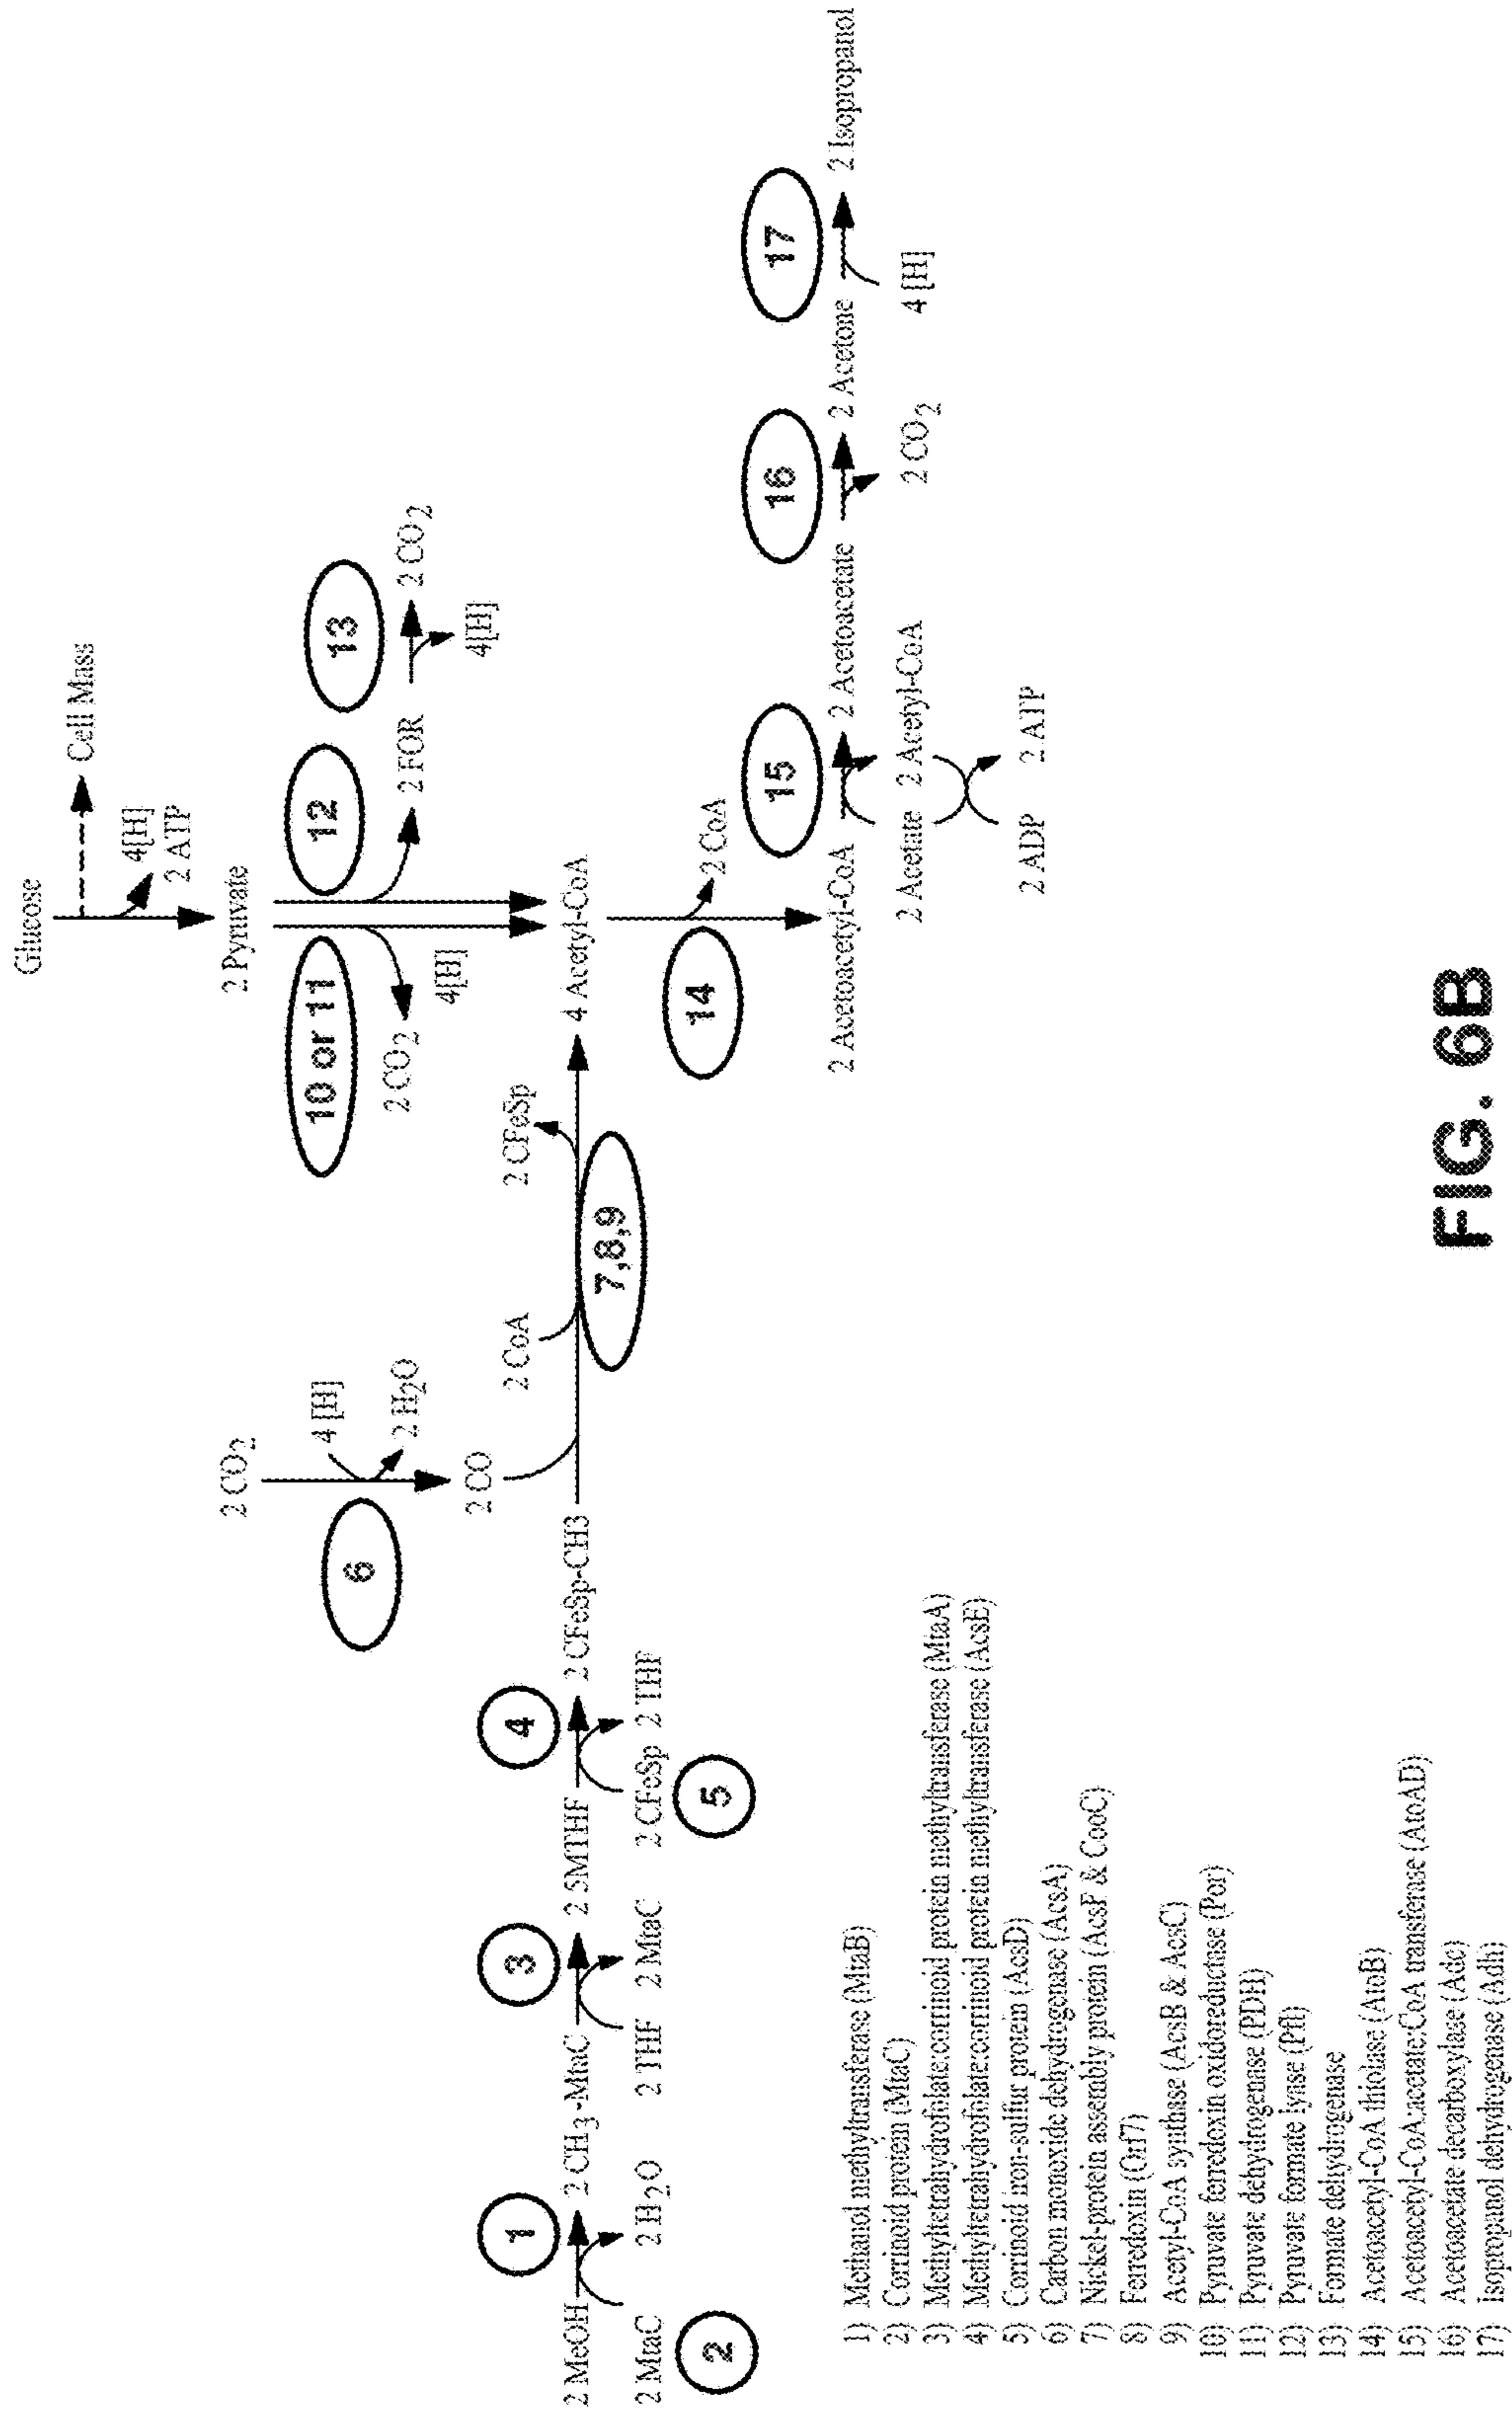 Glucose
Cell Mass
4[H]
2 ATP
2 Pyruvate
10 or 11
12
13
2 CO2
4[H]
2 FOR
4[H]
2 CO2
2 CO2
6
4 [H]
2 H2O
2 CO
2 CoA
2 CFeSp
1
3
4
2 MeOH
2 CH3 -MtaC
2 5MTHF
2 CFeSp-CH3
4 Acetyl-CoA
7,8,9
2 MtaC
2 H2O
2 THF
2 MtaC
2 CFeSp
2 THF
2
5
14
2 CoA
15
16
17
2 Acetoacetyl-CoA
2 Acetoacetate
2 Acetone
2 Isopropanol
2 Acetate
2 Acetyl-CoA
2 CO2
4 [H]
2 ADP
2 ATP
1) Methanol methyltransferase (MtaB)
2) Corrinoid protein (MtaC)
3) Methyltetrahydrofolate:corrinoid protein methyltransferase (MtaA)
4) Methyltetrahydrofolate:corrinoid protein methyltransferase (AcsE)
5) Corrinoid iron-sulfur protein (AcsD)
6) Carbon monoxide dehydrogenase (AcsA)
7) Nickel-protein assembly protein (AcsF & CooC)
8) Ferredoxin (Orf7)
9) Acetyl-CoA synthase (AcsB & AcsC)
10) Pyruvate ferredoxin oxidoreductase (Por)
11) Pyruvate dehydrogenase (PDH)
12) Pyruvate formate lyase (Pfl)
13) Formate dehydrogenase
14) Acetoacetyl-CoA thiolase (AtoB)
15) Acetoacetyl-CoA:acetate:CoA transferase (AtoAD)
16) Acetoacetate decarboxylase (Adc)
17) Isopropanol dehydrogenase (Adh)
FIG. 6B